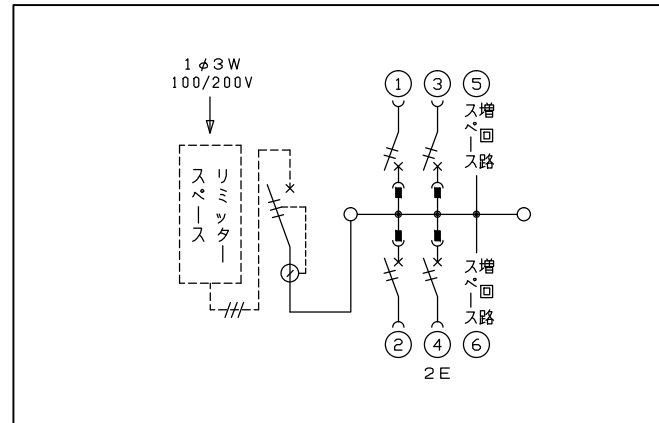 1φ3W
100/200V
リミッター
スペース
① ③ ⑤
増回路
スペース
増回路
スペース
② ④ ⑥
2E